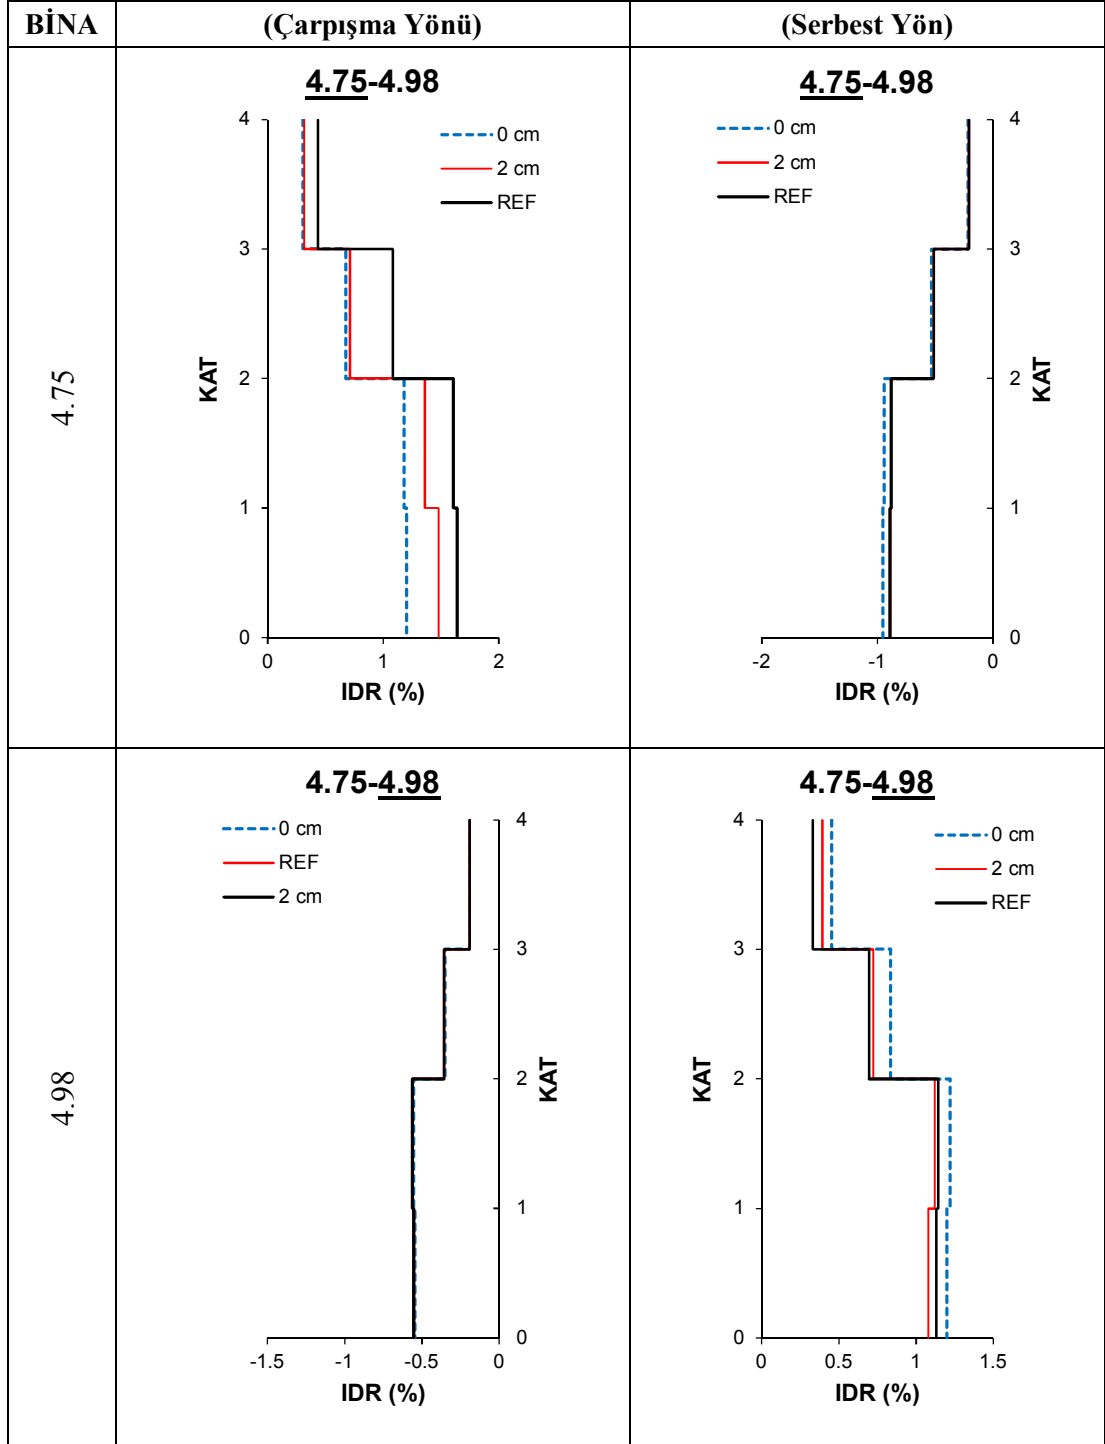 BİNA (Çarpışma Yönü) (Serbest Yön)
4.75
4.75-4.98
0 cm
2 cm
REF
4
3
2
1
0
KAT
0 1 2
IDR (%)
4.75-4.98
0 cm
2 cm
REF
4
3
2
1
0
KAT
-2 -1 0
IDR (%)
4.98
4.75-4.98
0 cm
REF
2 cm
4
3
2
1
0
KAT
-1.5 -1 -0.5 0
IDR (%)
4.75-4.98
0 cm
2 cm
REF
4
3
2
1
0
KAT
0 0.5 1 1.5
IDR (%)